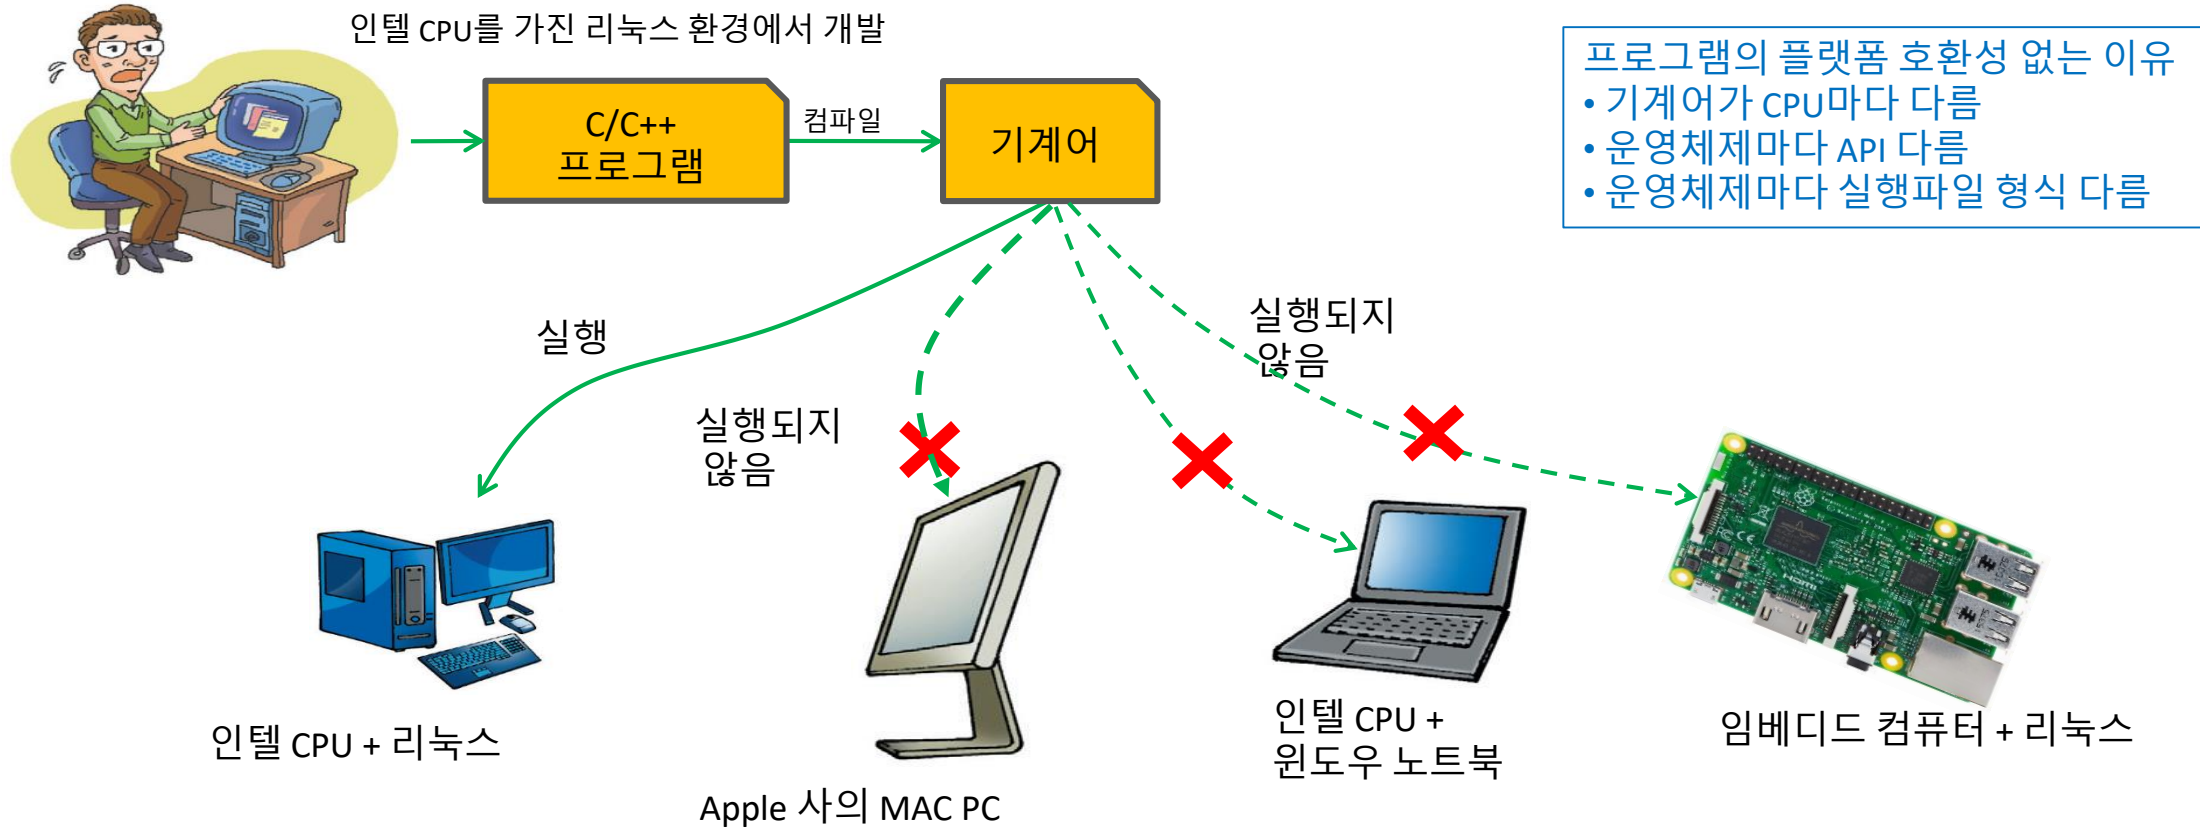 인텔 CPU를 가진 리눅스 환경에서 개발
C/C++
프로그램
컴파일
기계어
프로그램의 플랫폼 호환성 없는 이유
• 기계어가 CPU마다 다름
• 운영체제마다 API 다름
• 운영체제마다 실행파일 형식 다름
실행
실행되지
않음
실행되지
않음
인텔 CPU + 리눅스
Apple 사의 MAC PC
인텔 CPU +
윈도우 노트북
임베디드 컴퓨터 + 리눅스
HDMI